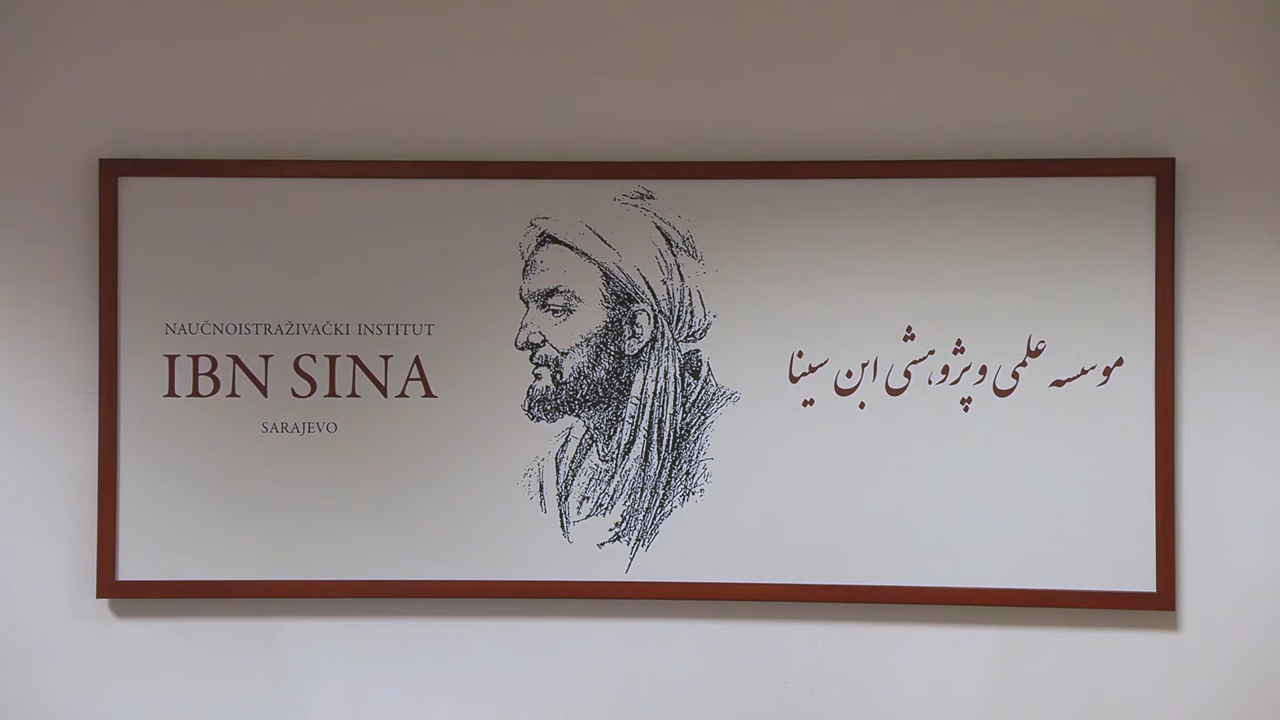 NAUČNOISTRAŽIVAČKI INSTITUT
IBN SINA
SARAJEVO
موسسه علمی و پژوهشی ابن سینا